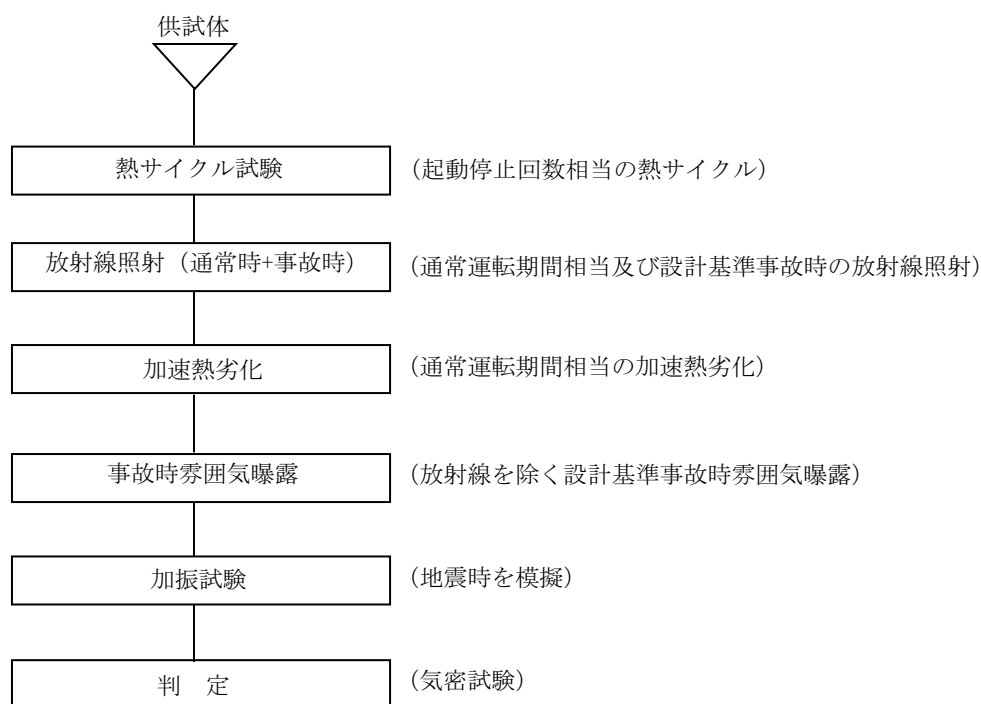 供試体
熱サイクル試験 (起動停止回数相当の熱サイクル)
放射線照射 (通常時+事故時) (通常運転期間相当及び設計基準事故時の放射線照射)
加速熱劣化 (通常運転期間相当の加速熱劣化)
事故時雰囲気曝露 (放射線を除く設計基準事故時雰囲気曝露)
加振試験 (地震時を模擬)
判 定 (気密試験)